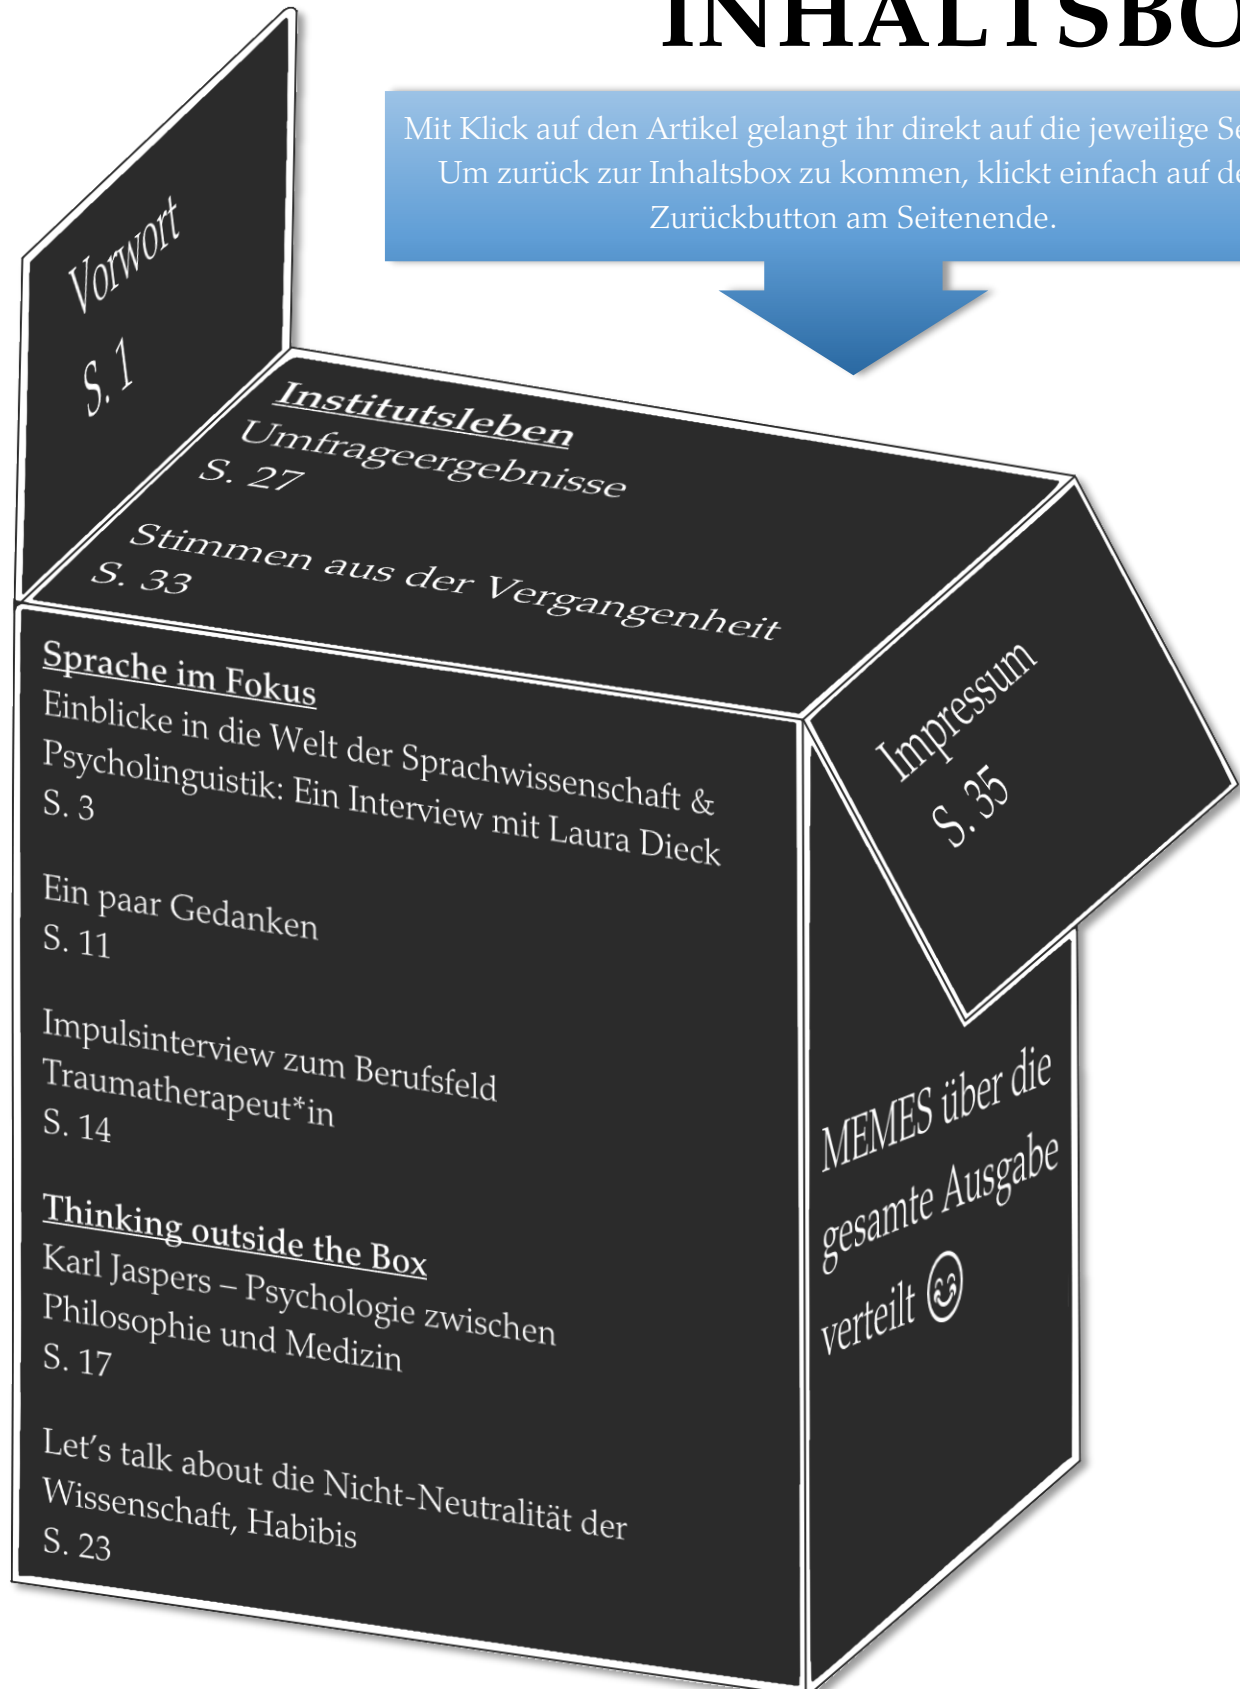 INHALTSBO
Mit Klick auf den Artikel gelangt ihr direkt auf die jeweilige Se
Um zurück zur Inhaltsbox zu kommen, klickt einfach auf de
Zurückbutton am Seitenende.
Vorwort
S. 1
Institutsleben
Umfrageergebnisse
S. 27
Stimmen aus der Vergangenheit
S. 33
Sprache im Fokus
Einblicke in die Welt der Sprachwissenschaft &
Psycholinguistik: Ein Interview mit Laura Dieck
S. 3
Ein paar Gedanken
S. 11
Impulsinterview zum Berufsfeld
Traumatherapeut*in
S. 14
Thinking outside the Box
Karl Jaspers – Psychologie zwischen
Philosophie und Medizin
S. 17
Let’s talk about die Nicht-Neutralität der
Wissenschaft, Habibis
S. 23
Impressum
S. 35
MEMES über die
gesamte Ausgabe
verteilt